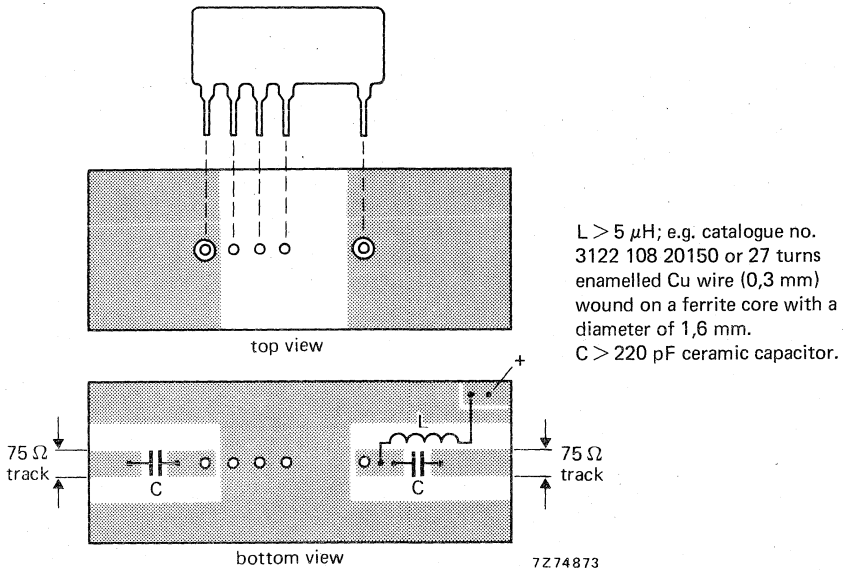 L > 5 μH; e.g. catalogue no.
3122 108 20150 or 27 turns
enamelled Cu wire (0,3 mm)
wound on a ferrite core with a
diameter of 1,6 mm.
C > 220 pF ceramic capacitor.
top view
+
L
75 Ω
track
C
C
75 Ω
track
bottom view
7Z74873